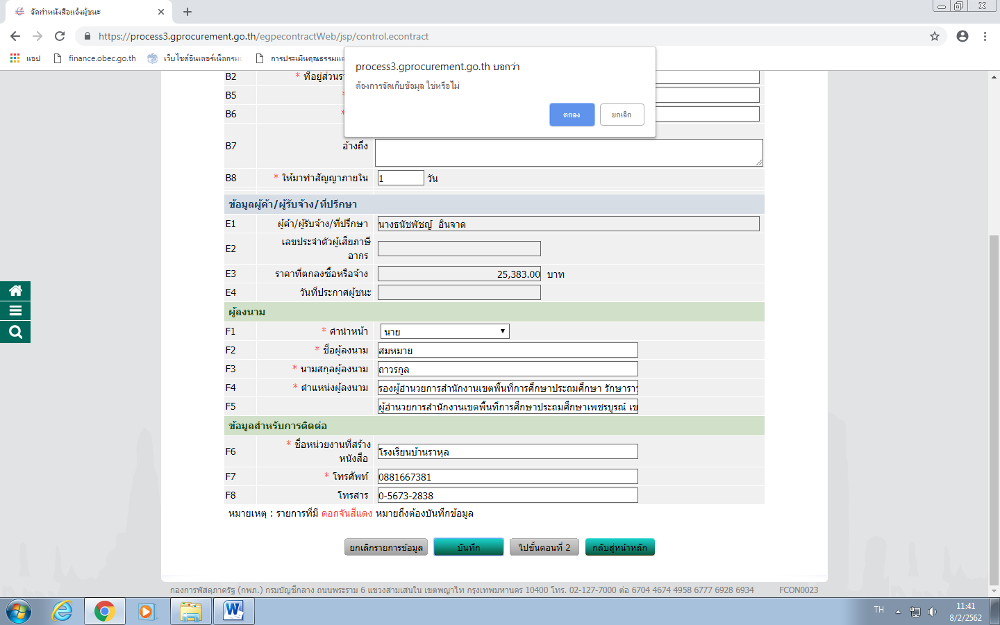 จัดทำหนังสือแจ้งผู้ชนะ
https://process3.gprocurement.go.th/egpecontractWeb/jsp/control.econtract
แอป finance.obec.go.th เว็บไซต์อินเตอร์เน็ตกรม การประเมินคุณธรรมแล
process3.gprocurement.go.th บอกว่า
ต้องการจัดเก็บข้อมูล ใช่หรือไม่
ตกลง ยกเลิก
B2 * ที่อยู่ส่วนรา
B5 *
B6 *
B7 อ้างถึง
B8 * ให้มาทำสัญญาภายใน 1 วัน
ข้อมูลผู้ค้า/ผู้รับจ้าง/ที่ปรึกษา
E1 ผู้ค้า/ผู้รับจ้าง/ที่ปรึกษา นางธนัชพัชญ์ อินจาด
E2 เลขประจำตัวผู้เสียภาษี
อากร
E3 ราคาที่ตกลงซื้อหรือจ้าง 25,383.00 บาท
E4 วันที่ประกาศผู้ชนะ
ผู้ลงนาม
F1 * คำนำหน้า นาย
F2 * ชื่อผู้ลงนาม สมหมาย
F3 * นามสกุลผู้ลงนาม ถาวรกูล
F4 * ตำแหน่งผู้ลงนาม รองผู้อำนวยการสำนักงานเขตพื้นที่การศึกษาประถมศึกษา รักษารา
F5 ผู้อำนวยการสำนักงานเขตพื้นที่การศึกษาประถมศึกษาเพชรบูรณ์ เข
ข้อมูลสำหรับการติดต่อ
F6 * ชื่อหน่วยงานที่สร้าง
หนังสือ โรงเรียนบ้านราหุล
F7 * โทรศัพท์ 0881667381
F8 โทรสาร 0-5673-2838
หมายเหตุ : รายการที่มี ดอกจันสีแดง หมายถึงต้องบันทึกข้อมูล
ยกเลิกรายการข้อมูล บันทึก ไปขั้นตอนที่ 2 กลับสู่หน้าหลัก
กองการพัสดุภาครัฐ (กพภ.) กรมบัญชีกลาง ถนนพระราม 6 แขวงสามเสนใน เขตพญาไท กรุงเทพมหานคร 10400 โทร. 02-127-7000 ต่อ 6704 4674 4958 6777 6928 6934 FCON0023
TH 11:41
8/2/2562